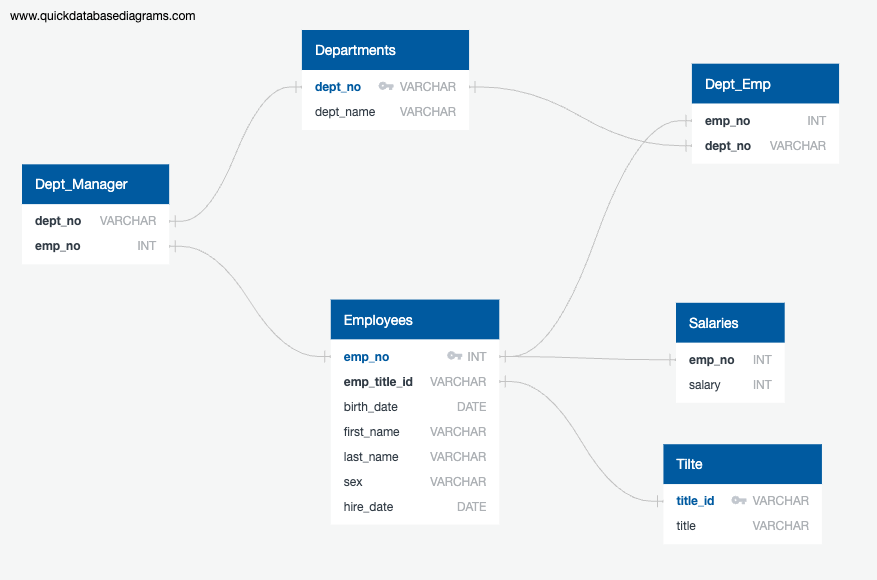 www.quickdatabasediagrams.com
Departments
dept_no VARCHAR
dept_name VARCHAR
Dept_Emp
emp_no INT
dept_no VARCHAR
Dept_Manager
dept_no VARCHAR
emp_no INT
Employees
emp_no INT
emp_title_id VARCHAR
birth_date DATE
first_name VARCHAR
last_name VARCHAR
sex VARCHAR
hire_date DATE
Salaries
emp_no INT
salary INT
Tilte
title_id VARCHAR
title VARCHAR